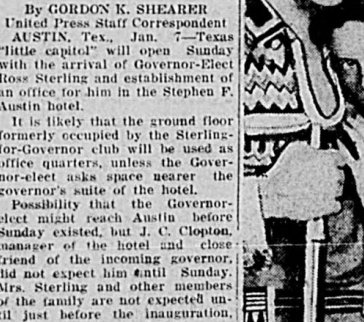 By GORDON K. SHEARER
United Press Staff Correspondent
AUSTIN, Tex., Jan. 7—Texas
"little capitol" will open Sunday
with the arrival of Governor-Elect
Ross Sterling and establishment of
an office for him in the Stephen F.
Austin hotel.
It is likely that the ground floor
formerly occupied by the Sterling-
for-Governor club will be used as
office quarters, unless the Gover-
nor-elect asks space nearer the
governor's suite of the hotel.
Possibility that the Governor-
elect might reach Austin before
Sunday existed, but J. C. Clopton,
manager of the hotel and close
friend of the incoming governor,
did not expect him until Sunday.
Mrs. Sterling and other members
of the family are not expected un-
til just before the inauguration.